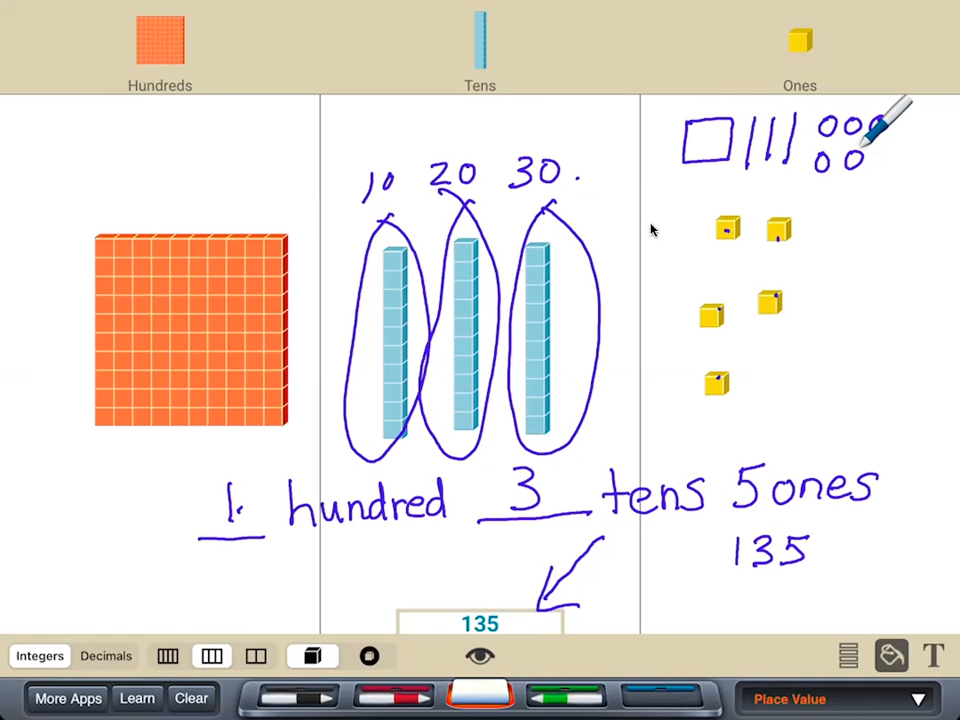 Hundreds Tens Ones
10 20 30.
1 hundred 3 tens 5 ones
135
135
Integers Decimals T
More Apps Learn Clear Place Value